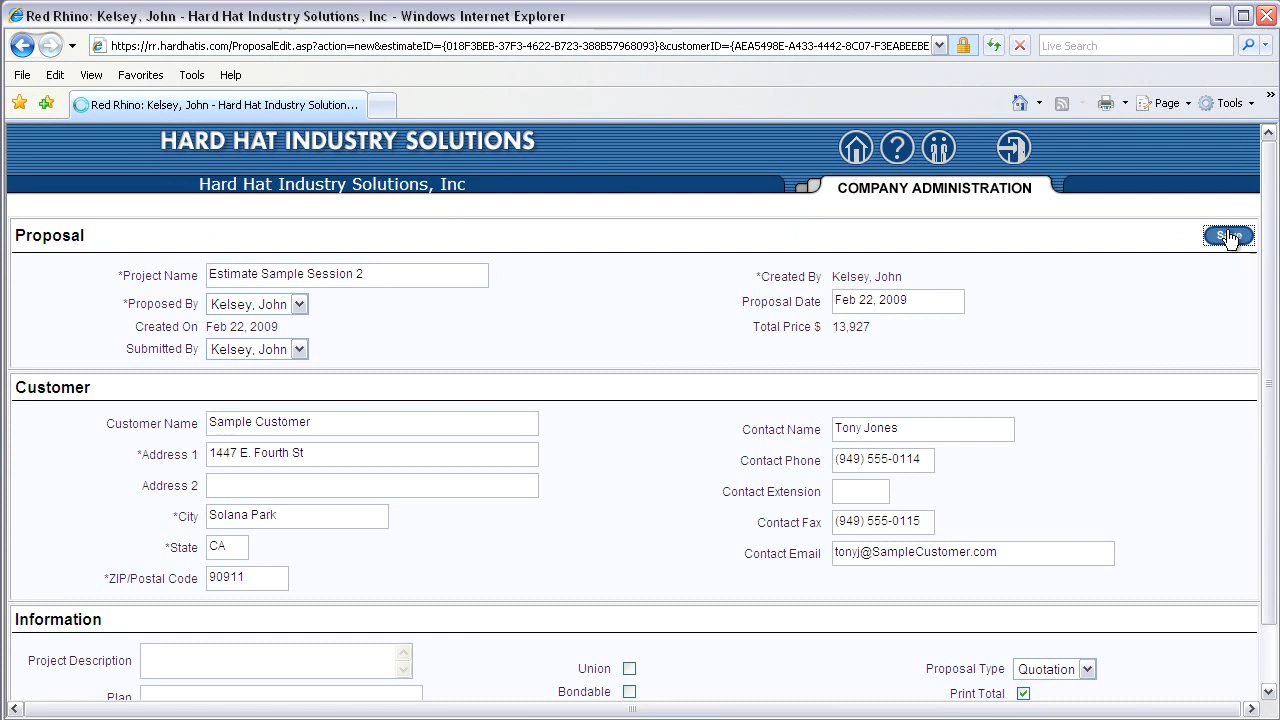 Red Rhino: Kelsey, John - Hard Hat Industry Solutions, Inc - Windows Internet Explorer
https://rr.hardhatis.com/ProposalEdit.asp?action=new&estimateID={018F3BEB-37F3-4622-B723-388B57968093}&customerID={AEA5498E-A433-4442-8C07-F3EABEEBE
Live Search
File Edit View Favorites Tools Help
Red Rhino: Kelsey, John - Hard Hat Industry Solution...
Page Tools
HARD HAT INDUSTRY SOLUTIONS
Hard Hat Industry Solutions, Inc
COMPANY ADMINISTRATION
Proposal
*Project Name Estimate Sample Session 2
*Created By Kelsey, John
*Proposed By Kelsey, John
Proposal Date Feb 22, 2009
Created On Feb 22, 2009
Total Price $ 13,927
Submitted By Kelsey, John
Customer
Customer Name Sample Customer
Contact Name Tony Jones
*Address 1 1447 E. Fourth St
Contact Phone (949) 555-0114
Address 2
Contact Extension
*City Solana Park
Contact Fax (949) 555-0115
*State CA
Contact Email tonyj@SampleCustomer.com
*ZIP/Postal Code 90911
Information
Project Description
Union
Proposal Type Quotation
Plan
Bondable
Print Total